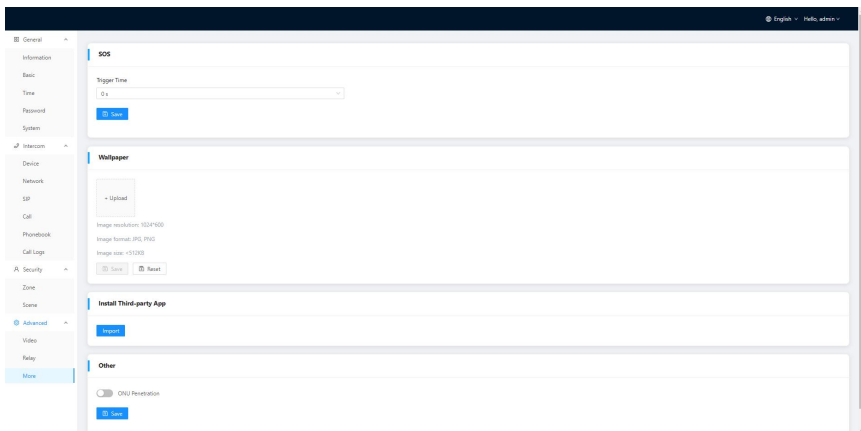 English Hello, admin
General
Information
Basic
Time
Password
System
Intercom
Device
Network
SIP
Call
Phonebook
Call Logs
Security
Zone
Scene
Advanced
Video
Relay
More
SOS
Trigger Time
0 s
Save
Wallpaper
+ Upload
Image resolution: 1024*600
Image format: JPG, PNG
Image size: <512KB
Save Reset
Install Third-party App
Import
Other
ONU Penetration
Save